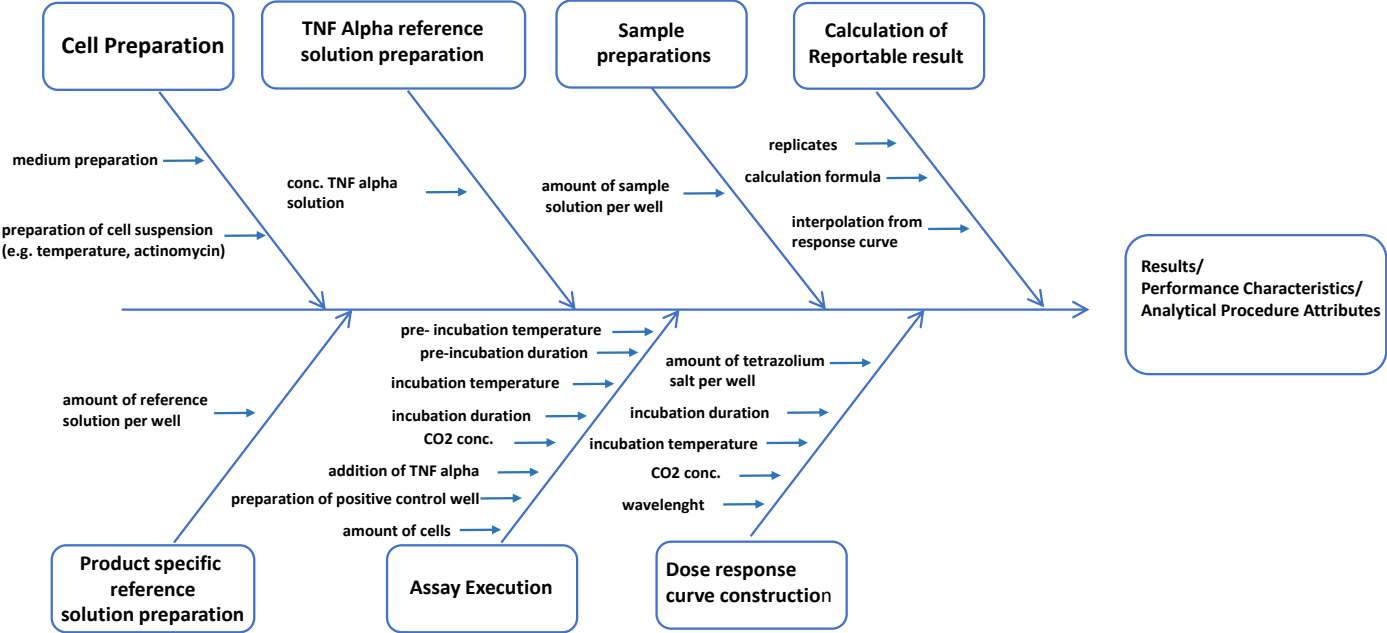 Cell Preparation
TNF Alpha reference
solution preparation
Sample
preparations
Calculation of
Reportable result
medium preparation
preparation of cell suspension
(e.g. temperature, actinomycin)
conc. TNF alpha
solution
amount of sample
solution per well
replicates
calculation formula
interpolation from
response curve
Results/
Performance Characteristics/
Analytical Procedure Attributes
amount of reference
solution per well
pre- incubation temperature
pre-incubation duration
incubation temperature
incubation duration
CO2 conc.
addition of TNF alpha
preparation of positive control well
amount of cells
amount of tetrazolium
salt per well
incubation duration
incubation temperature
CO2 conc.
wavelenght
Product specific
reference
solution preparation
Assay Execution
Dose response
curve construction